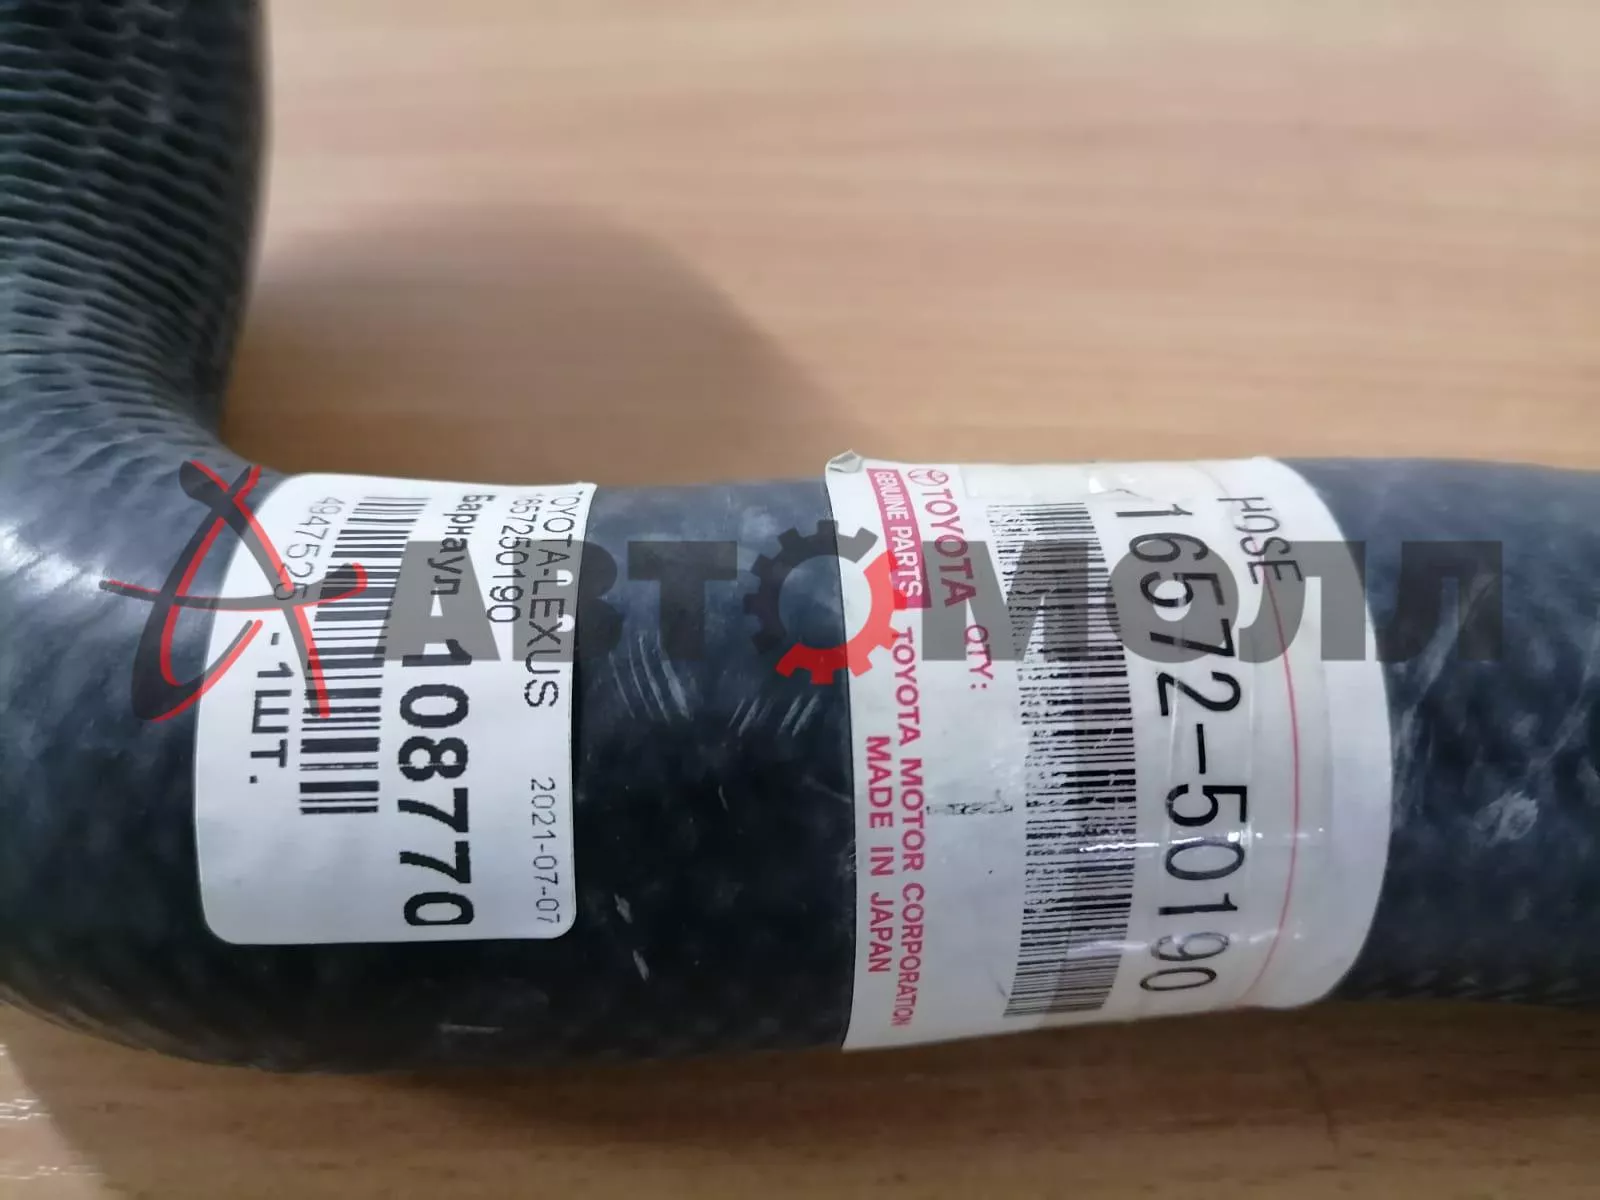 TOYOTA-LEXUS 2021-07-07
1657250190
Барнаул 108770
4947525 - 1шт.
HOSE
16572-50190
TOYOTA QTY:
GENUINE PARTS TOYOTA MOTOR CORPORATION
MADE IN JAPAN
АВТОМОЛЛ